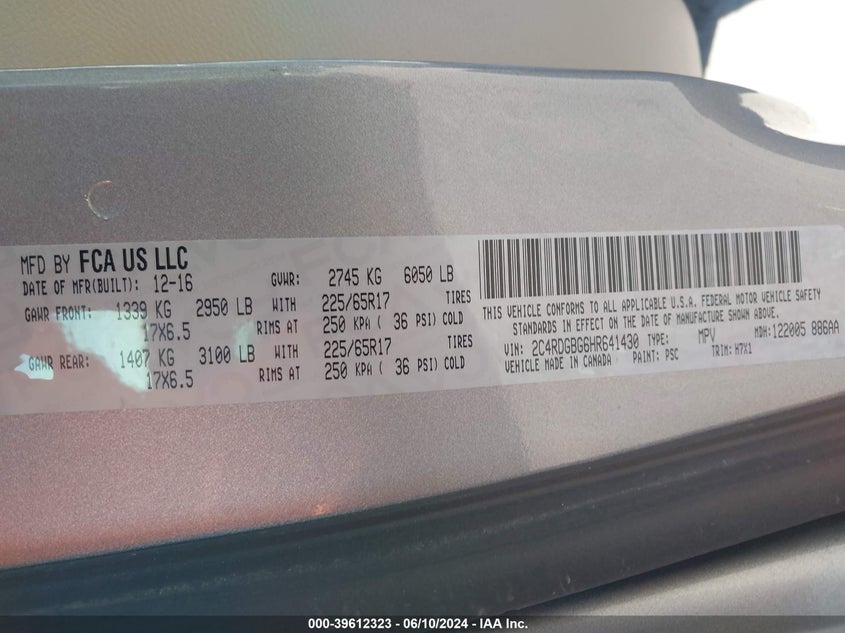 MFD BY FCA US LLC
DATE OF MFR(BUILT): 12-16 GVWR: 2745 KG 6050 LB
GAWR FRONT: 1339 KG 2950 LB WITH 225/65R17 TIRES
17X6.5 RIMS AT 250 KPA ( 36 PSI) COLD
GAWR REAR: 1407 KG 3100 LB WITH 225/65R17 TIRES
17X6.5 RIMS AT 250 KPA ( 36 PSI) COLD
THIS VEHICLE CONFORMS TO ALL APPLICABLE U.S.A. FEDERAL MOTOR VEHICLE SAFETY
STANDARDS IN EFFECT ON THE DATE OF MANUFACTURE SHOWN ABOVE.
VIN: 2C4RDGBG6HR641430 TYPE: MPV MDH:122005 886AA
VEHICLE MADE IN CANADA PAINT: PSC TRIM: H7X1
000-39612323 - 06/10/2024 - IAA Inc.